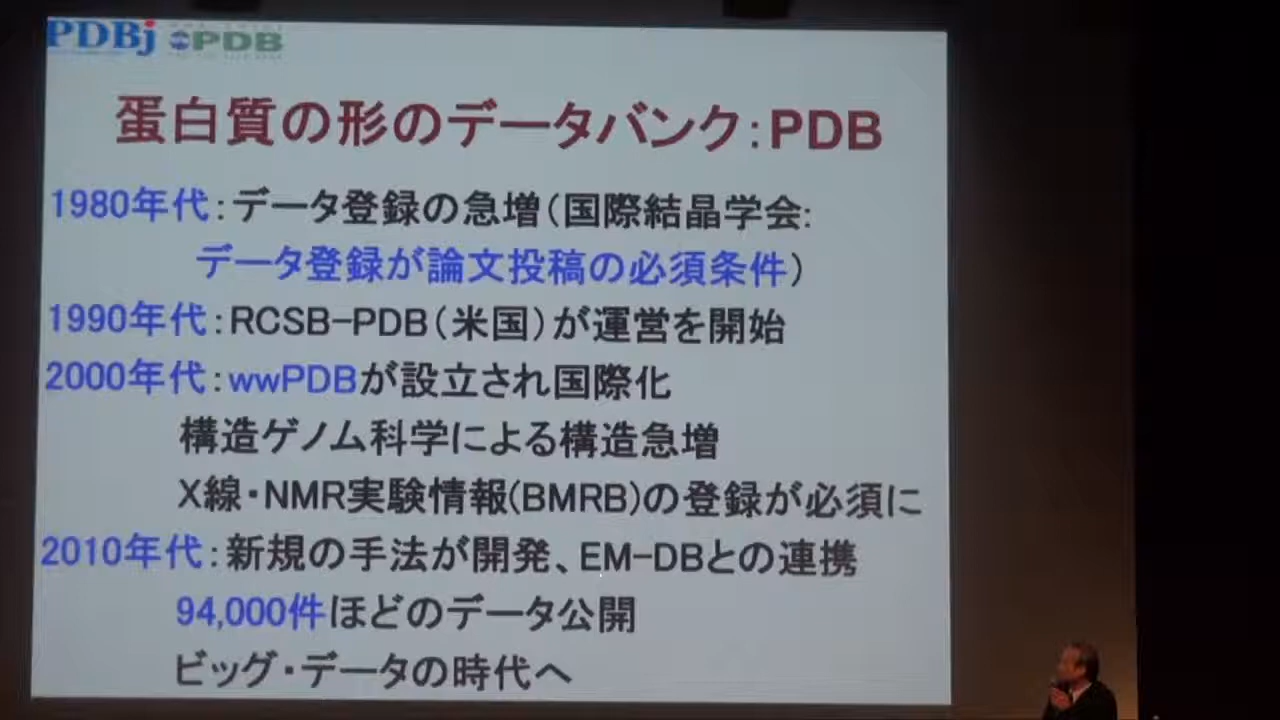 PDBj PDB
蛋白質の形のデータバンク:PDB
1980年代:データ登録の急増(国際結晶学会:
データ登録が論文投稿の必須条件)
1990年代:RCSB-PDB(米国)が運営を開始
2000年代:wwPDBが設立され国際化
構造ゲノム科学による構造急増
X線・NMR実験情報(BMRB)の登録が必須に
2010年代:新規の手法が開発、EM-DBとの連携
94,000件ほどのデータ公開
ビッグ・データの時代へ